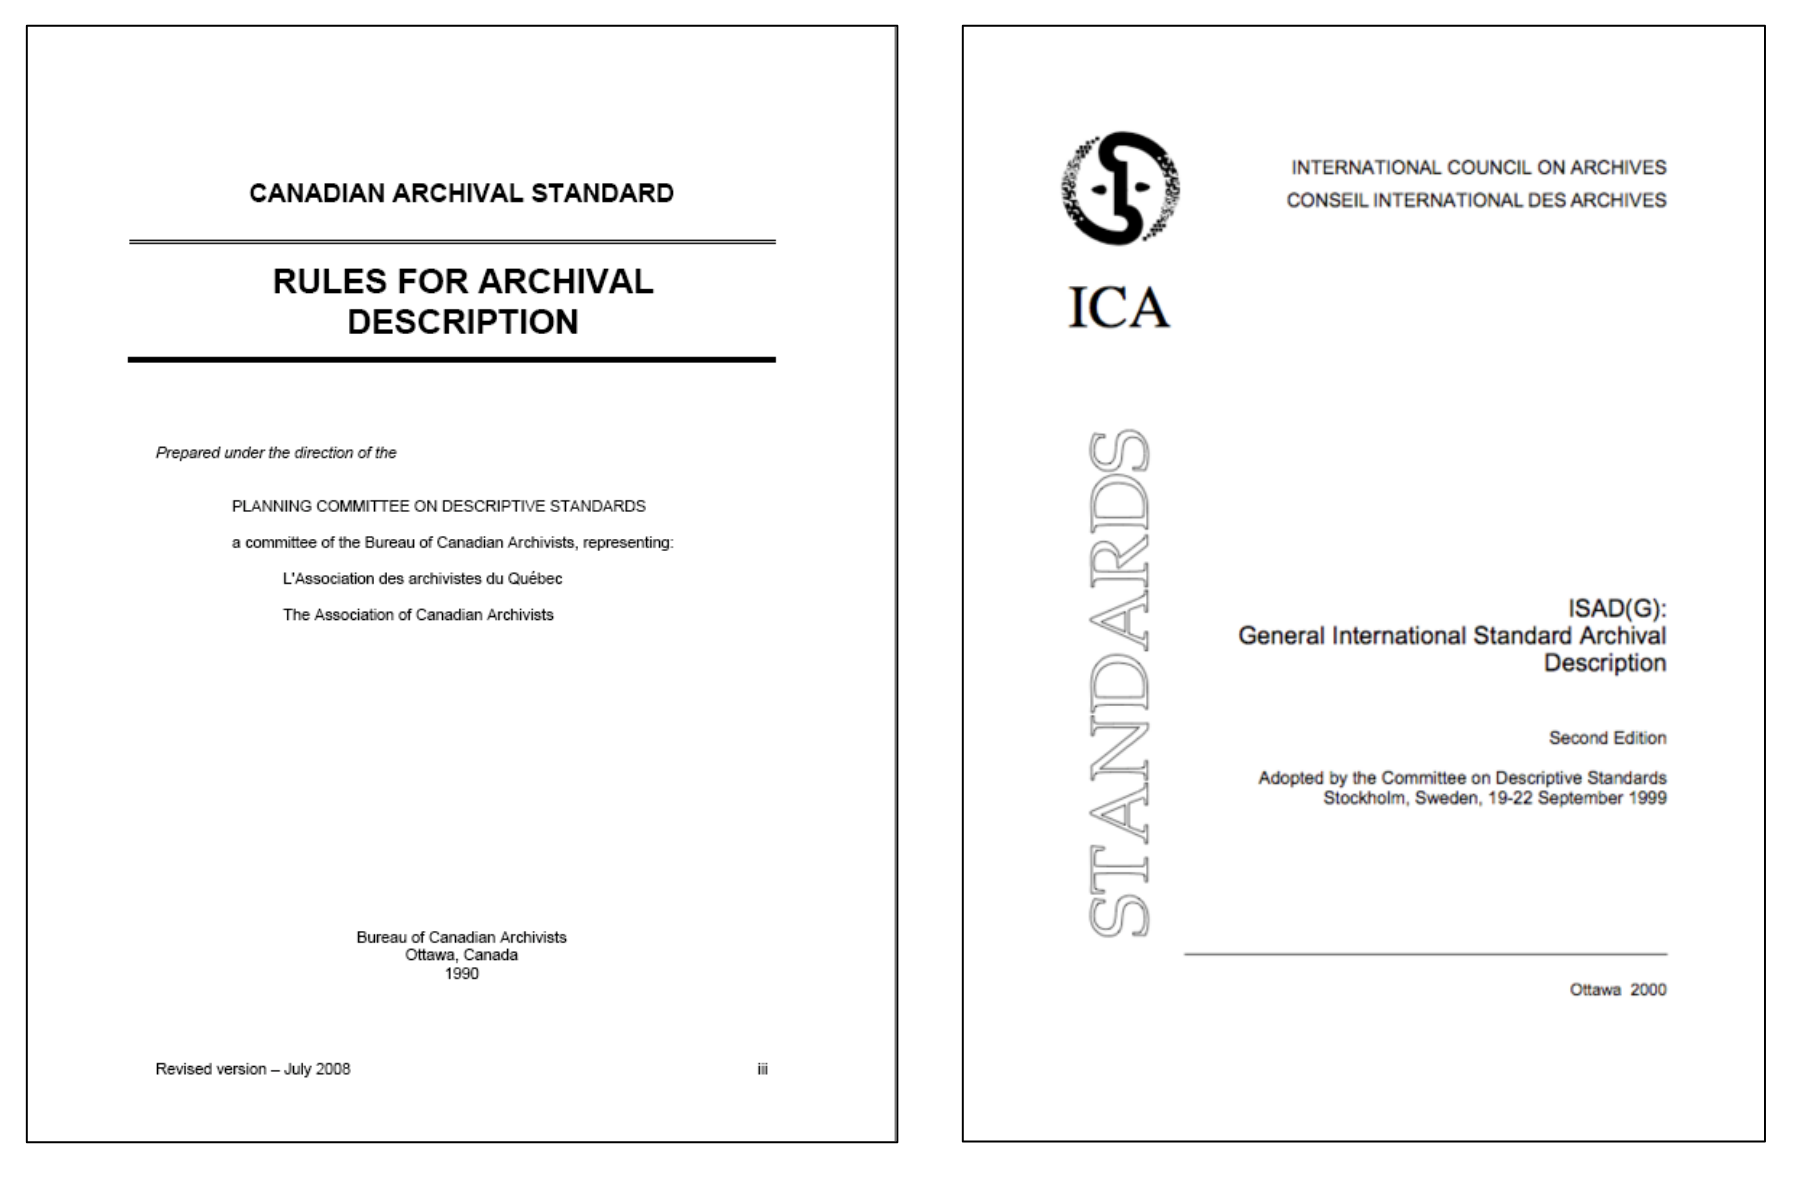 CANADIAN ARCHIVAL STANDARD
RULES FOR ARCHIVAL
DESCRIPTION
Prepared under the direction of the
PLANNING COMMITTEE ON DESCRIPTIVE STANDARDS
a committee of the Bureau of Canadian Archivists, representing:
L'Association des archivistes du Québec
The Association of Canadian Archivists
Bureau of Canadian Archivists
Ottawa, Canada
1990
Revised version – July 2008
iii
INTERNATIONAL COUNCIL ON ARCHIVES
CONSEIL INTERNATIONAL DES ARCHIVES
ICA
STANDARDS
ISAD(G):
General International Standard Archival
Description
Second Edition
Adopted by the Committee on Descriptive Standards
Stockholm, Sweden, 19-22 September 1999
Ottawa 2000